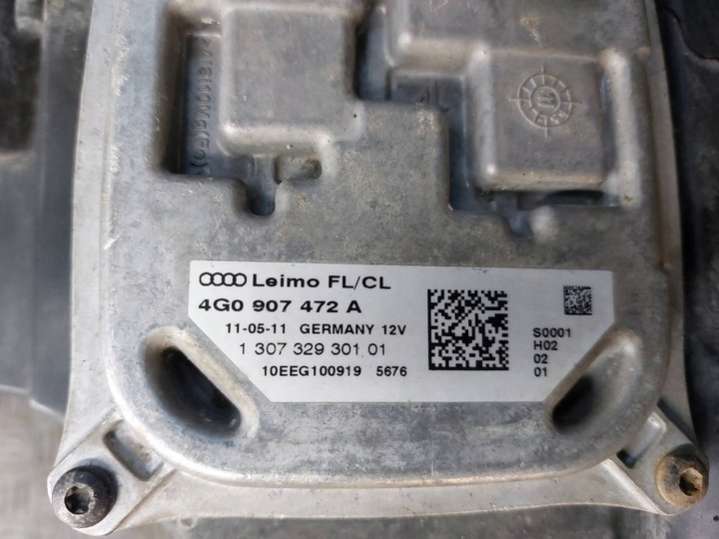 Leimo FL/CL
4G0 907 472 A
11-05-11 GERMANY 12V
1 307 329 301 01
10EEG100919 5676
S0001
H02
02
01